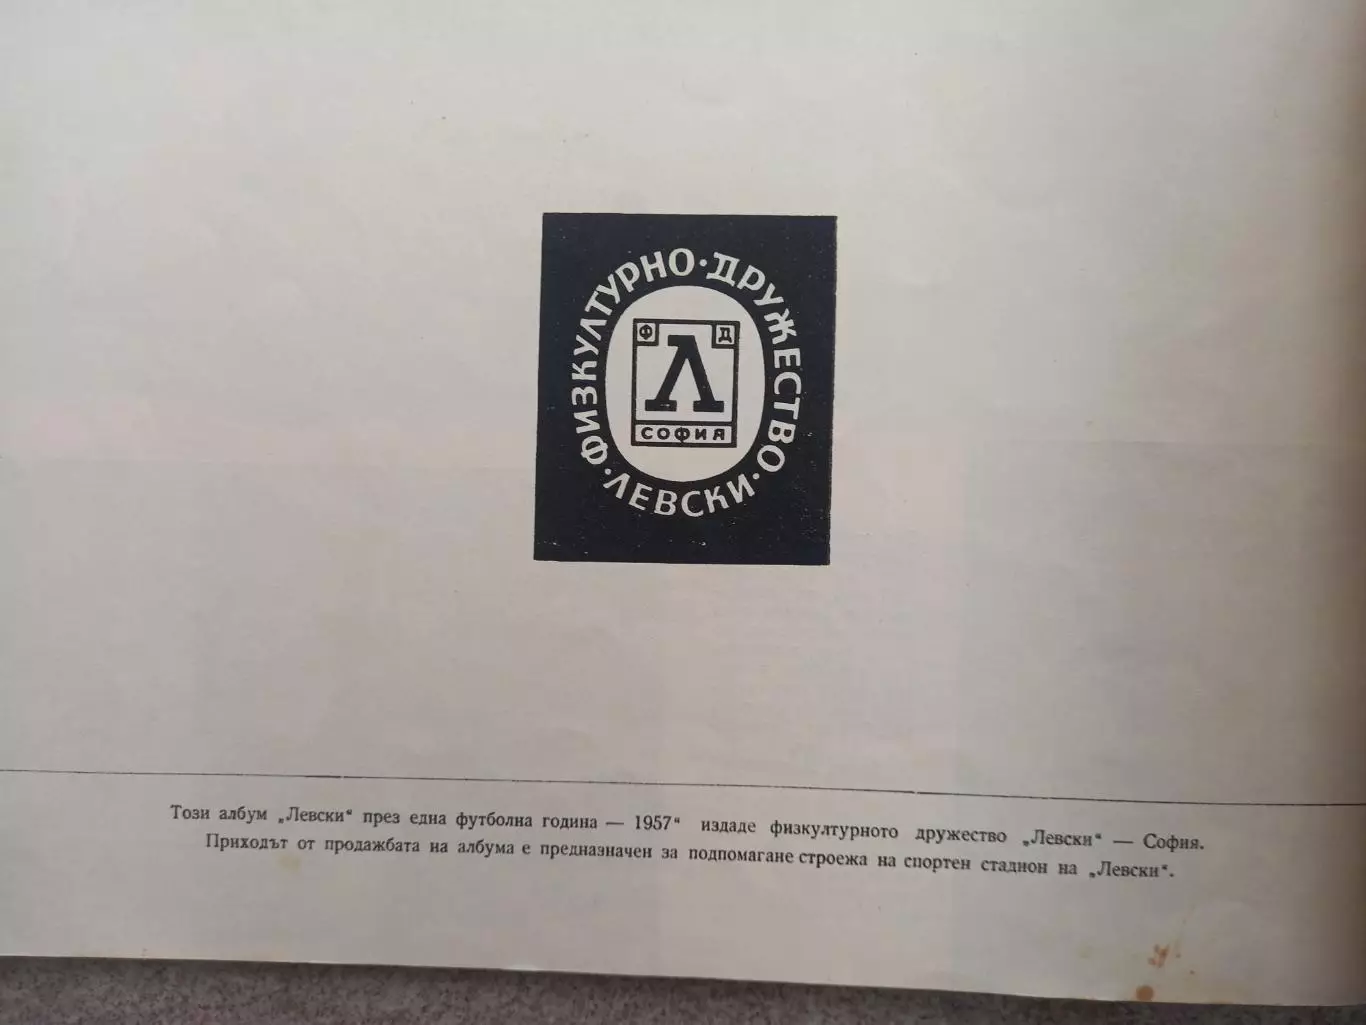 ФИЗКУЛТУРНО · ДРУЖЕСТВО · ЛЕВСКИ ·
Ф Д
Л
СОФИЯ
Този албум „Левски“ през една футболна година — 1957“ издаде физкултурното дружество „Левски“ — София.
Приходът от продажбата на албума е предназначен за подпомагане строежа на спортен стадион на „Левски“.